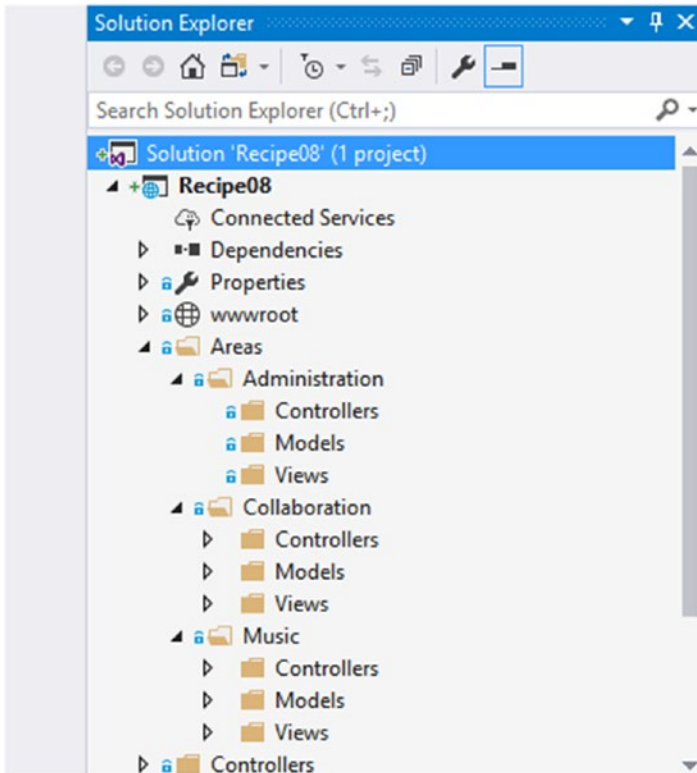 Solution Explorer
Search Solution Explorer (Ctrl+;)
Solution 'Recipe08' (1 project)
Recipe08
Connected Services
Dependencies
Properties
wwwroot
Areas
Administration
Controllers
Models
Views
Collaboration
Controllers
Models
Views
Music
Controllers
Models
Views
Controllers